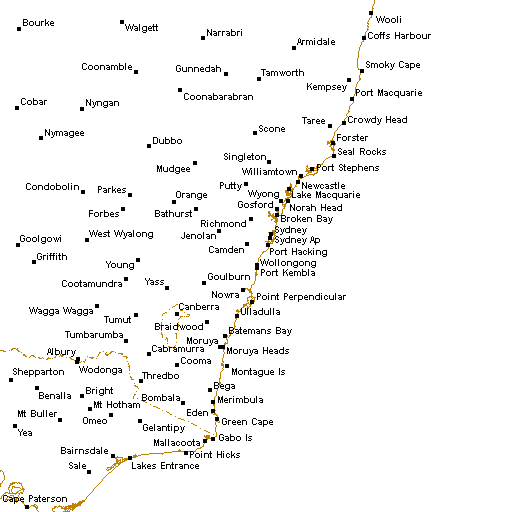 Wooli
Bourke
Walgett
Narrabri
Coffs Harbour
Armidale
Coonamble
Gunnedah
Smoky Cape
Tamworth
Kempsey
Coonabarabran
Port Macquarie
Cobar
Nyngan
Taree
Crowdy Head
Nymagee
Scone
Forster
Dubbo
Seal Rocks
Singleton
Mudgee
Port Stephens
Williamtown
Putty
Newcastle
Condobolin
Parkes
Orange
Wyong
Lake Macquarie
Gosford
Norah Head
Forbes
Bathurst
Broken Bay
Richmond
Sydney
West Wyalong
Jenolan
Sydney Ap
Goolgowi
Camden
Port Hacking
Griffith
Young
Wollongong
Port Kembla
Cootamundra
Yass
Goulburn
Nowra
Point Perpendicular
Wagga Wagga
Canberra
Ulladulla
Tumut
Braidwood
Batemans Bay
Tumbarumba
Moruya
Albury
Cabramurra
Moruya Heads
Cooma
Wodonga
Montague Is
Shepparton
Thredbo
Benalla
Bright
Bega
Bombala
Merimbula
Mt Hotham
Mt Buller
Omeo
Eden
Green Cape
Yea
Gelantipy
Gabo Is
Mallacoota
Bairnsdale
Point Hicks
Sale
Lakes Entrance
Cape Paterson